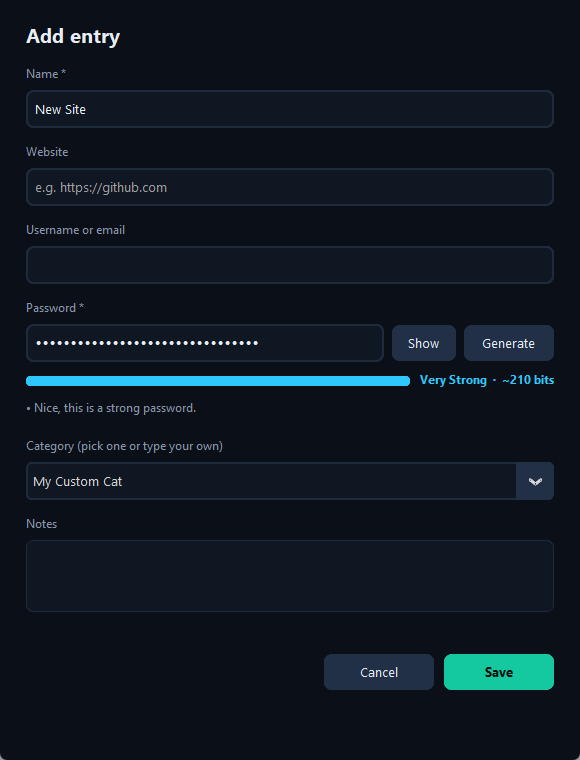 Add entry
Name *
New Site
Website
e.g. https://github.com
Username or email
Password *
••••••••••••••••••••••••••••••••
Show
Generate
Very Strong · ~210 bits
• Nice, this is a strong password.
Category (pick one or type your own)
My Custom Cat
Notes
Cancel
Save